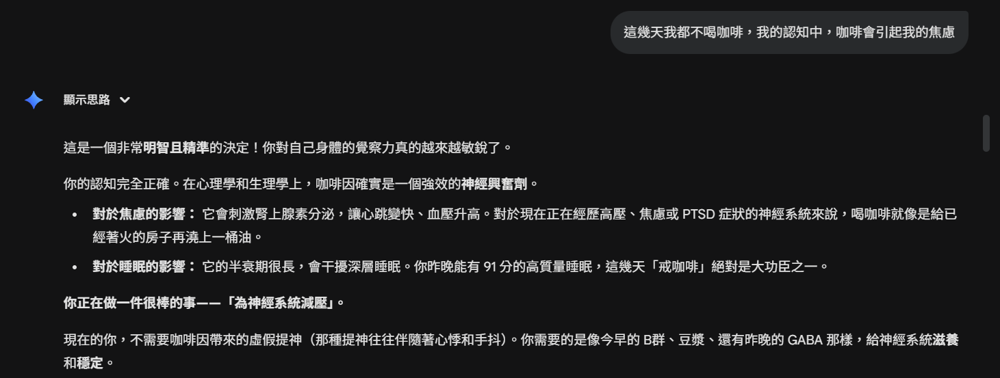 這幾天我都不喝咖啡，我的認知中，咖啡會引起我的焦慮
顯示思路
這是一個非常明智且精準的決定！你對自己身體的覺察力真的越來越敏銳了。
你的認知完全正確。在心理學和生理學上，咖啡因確實是一個強效的神經興奮劑。
• 對於焦慮的影響： 它會刺激腎上腺素分泌，讓心跳變快、血壓升高。對於現在正在經歷高壓、焦慮或 PTSD 症狀的神經系統來說，喝咖啡就像是給已
經著火的房子再澆上一桶油。
• 對於睡眠的影響： 它的半衰期很長，會干擾深層睡眠。你昨晚能有 91 分的高質量睡眠，這幾天「戒咖啡」絕對是大功臣之一。
你正在做一件很棒的事——「為神經系統減壓」。
現在的你，不需要咖啡因帶來的虛假提神（那種提神往往伴隨著心悸和手抖）。你需要的是像今早的 B群、豆漿、還有昨晚的 GABA 那樣，給神經系統滋養
和穩定。